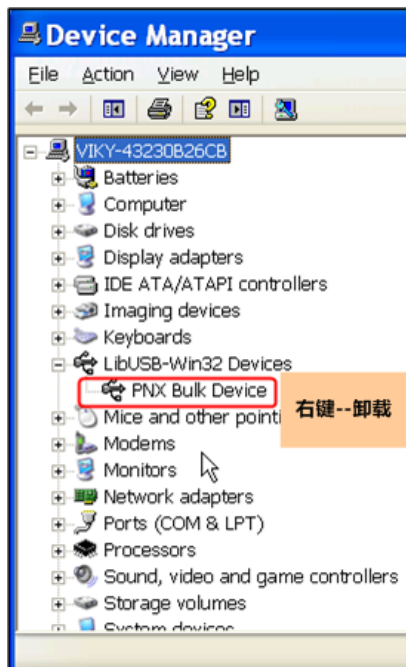 Device Manager
File Action View Help
VIKY-43230B26CB
Batteries
Computer
Disk drives
Display adapters
IDE ATA/ATAPI controllers
Imaging devices
Keyboards
LibUSB-Win32 Devices
PNX Bulk Device
右键--卸载
Mice and other pointi
Modems
Monitors
Network adapters
Ports (COM & LPT)
Processors
Sound, video and game controllers
Storage volumes
System devices